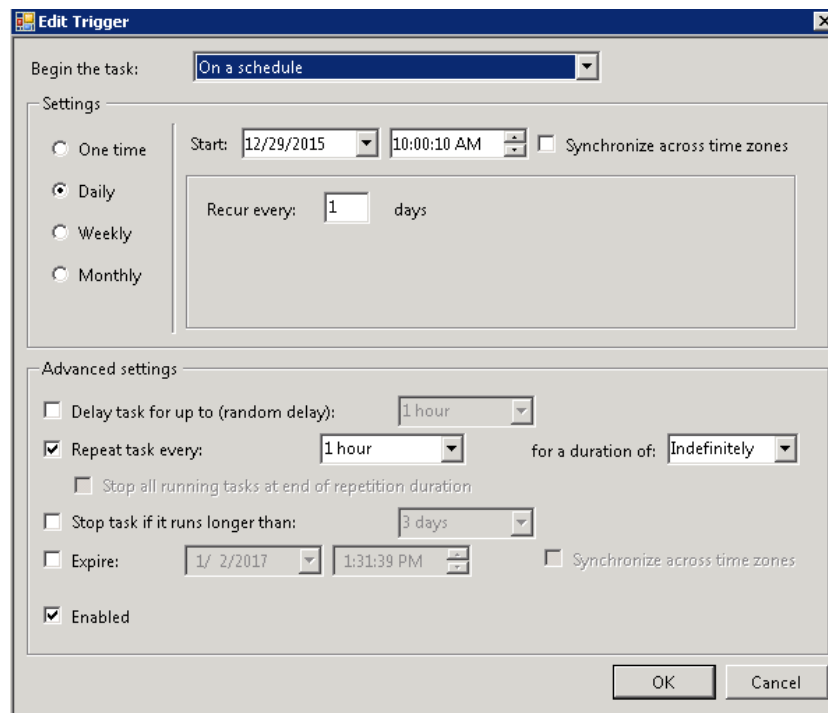 Edit Trigger
Begin the task: On a schedule
Settings
One time
Start: 12/29/2015 10:00:10 AM Synchronize across time zones
Daily
Recur every: 1 days
Weekly
Monthly
Advanced settings
Delay task for up to (random delay): 1 hour
Repeat task every: 1 hour for a duration of: Indefinitely
Stop all running tasks at end of repetition duration
Stop task if it runs longer than: 3 days
Expire: 1/ 2/2017 1:31:39 PM Synchronize across time zones
Enabled
OK Cancel